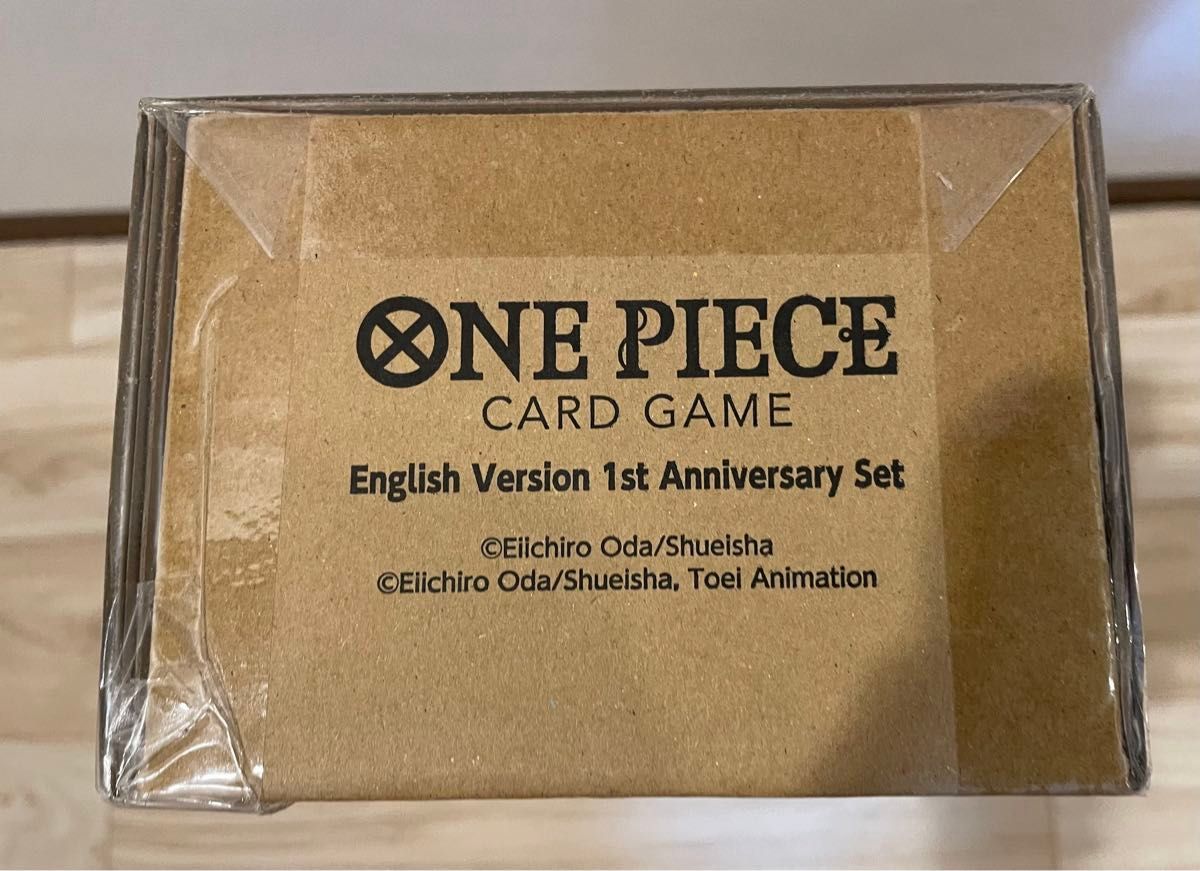 ONE PIECE
CARD GAME
English Version 1st Anniversary Set
©Eiichiro Oda/Shueisha
©Eiichiro Oda/Shueisha, Toei Animation